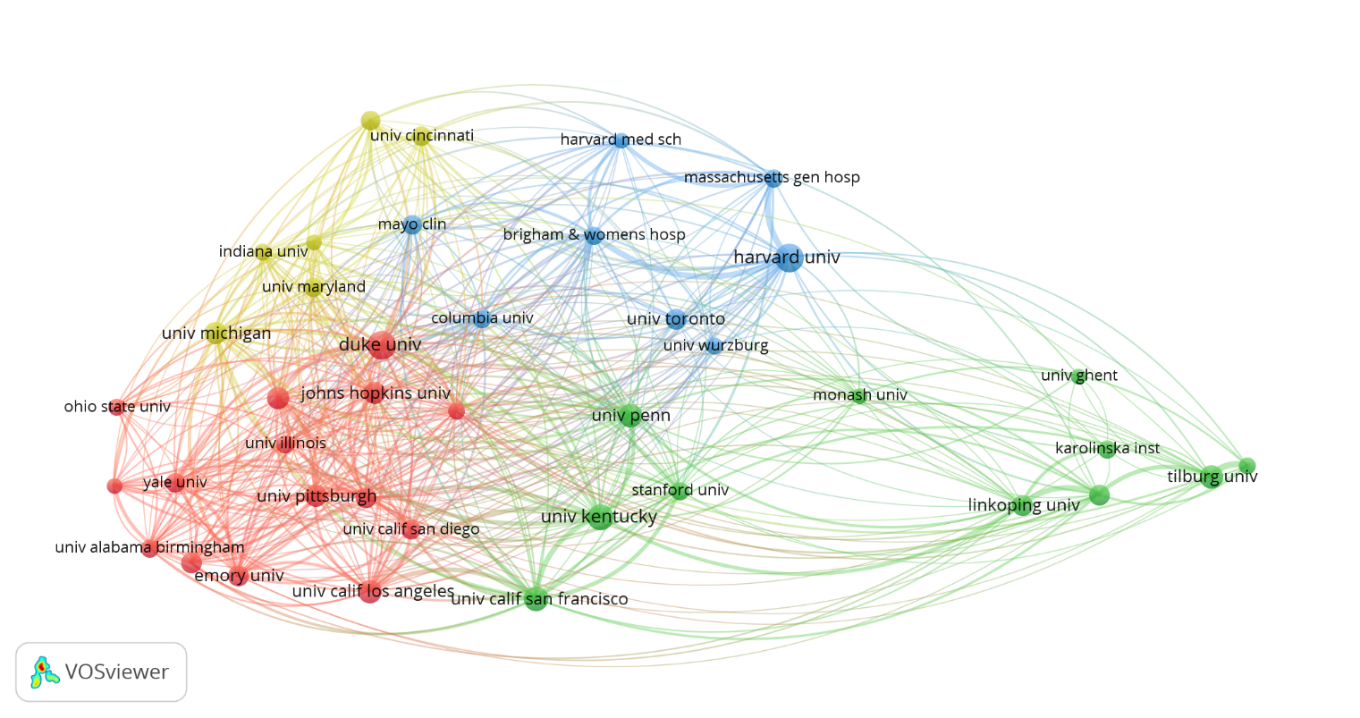 univ cincinnati
harvard med sch
massachusetts gen hosp
mayo clin
brigham & womens hosp
indiana univ
harvard univ
univ maryland
columbia univ
univ toronto
univ michigan
duke univ
univ wurzburg
univ ghent
johns hopkins univ
monash univ
ohio state univ
univ penn
univ illinois
karolinska inst
tilburg univ
yale univ
stanford univ
univ pittsburgh
linkoping univ
univ kentucky
univ calif san diego
univ alabama birmingham
emory univ
univ calif los angeles
univ calif san francisco
VOSviewer